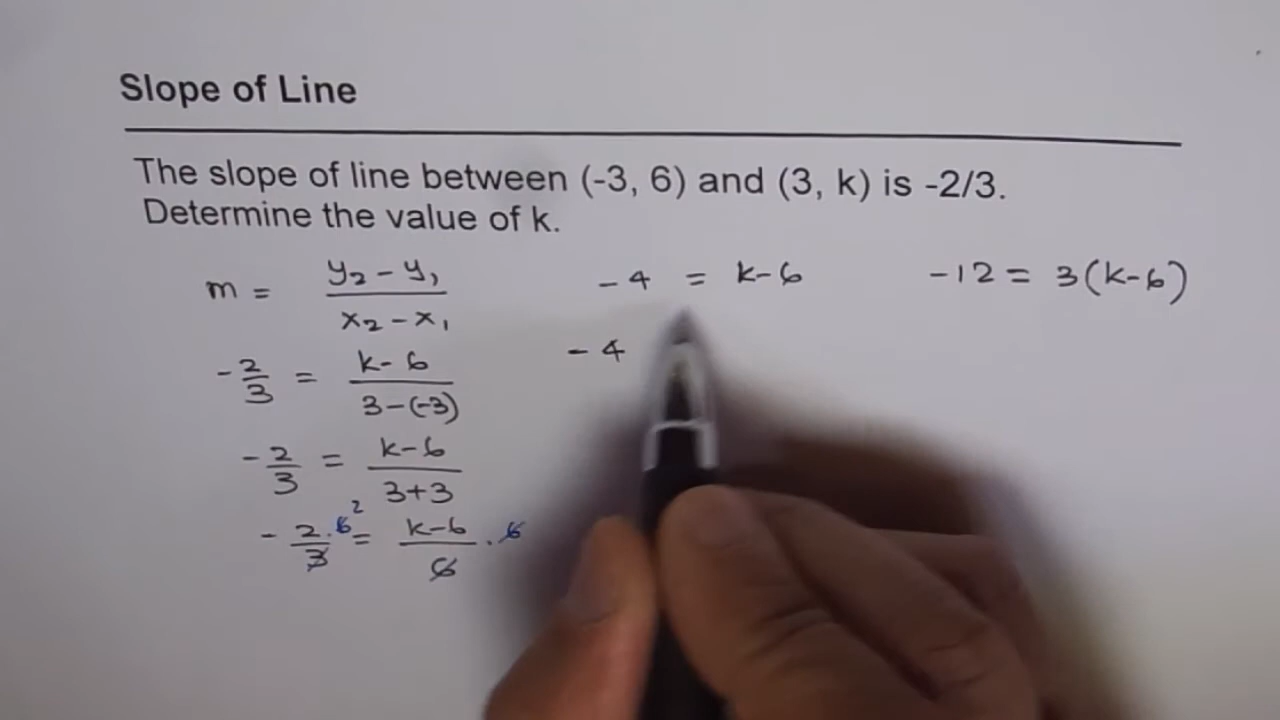 Slope of Line
The slope of line between (-3, 6) and (3, k) is -2/3.
Determine the value of k.
m = y₂ - y₁ / x₂ - x₁
-2/3 = k-6 / 3-(-3)
-2/3 = k-6 / 3+3
-2/3 · 6² = k-6 / 6 · 6
-4 = k-6
-4
-12 = 3(k-6)